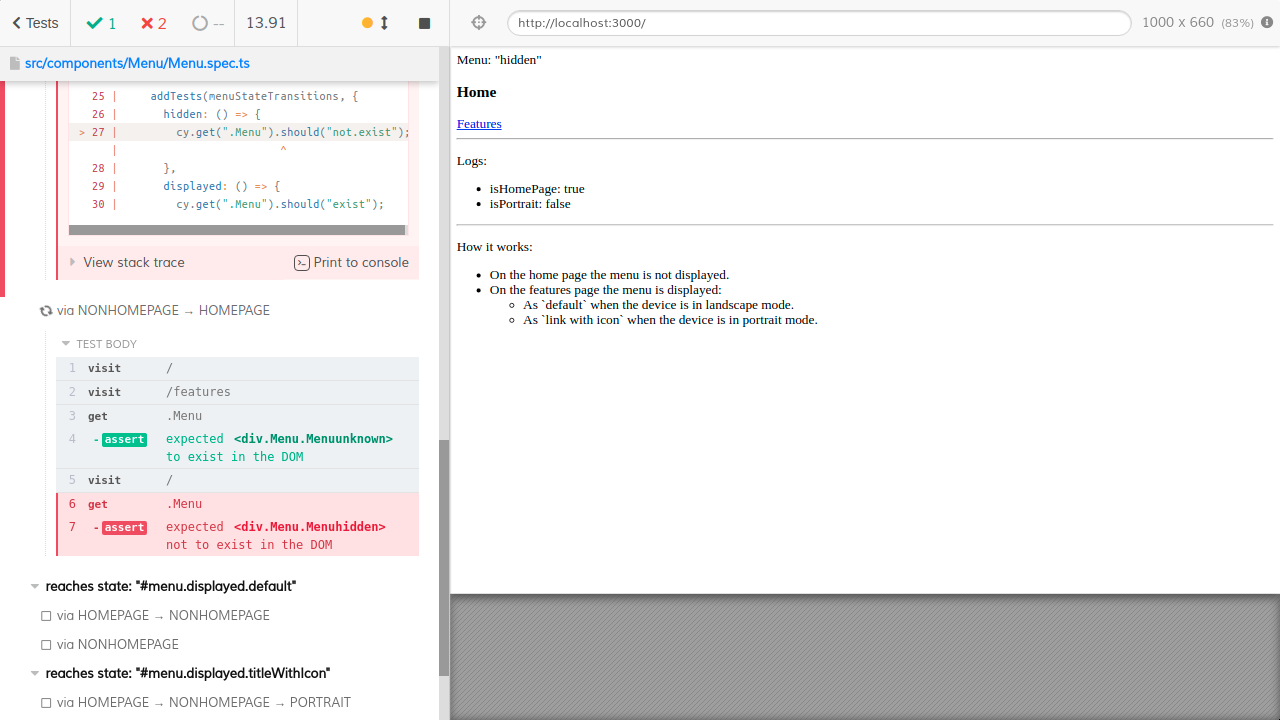 Tests 1 2 -- 13.91
src/components/Menu/Menu.spec.ts
25 | addTests(menuStateTransitions, {
26 | hidden: () => {
> 27 | cy.get(".Menu").should("not.exist");
| ^
28 | },
29 | displayed: () => {
30 | cy.get(".Menu").should("exist");
View stack trace Print to console
via NONHOMEPAGE → HOMEPAGE
TEST BODY
1 visit /
2 visit /features
3 get .Menu
4 -assert expected <div.Menu.Menuunknown>
to exist in the DOM
5 visit /
6 get .Menu
7 -assert expected <div.Menu.Menuhidden>
not to exist in the DOM
reaches state: "#menu.displayed.default"
via HOMEPAGE → NONHOMEPAGE
via NONHOMEPAGE
reaches state: "#menu.displayed.titleWithIcon"
via HOMEPAGE → NONHOMEPAGE → PORTRAIT
http://localhost:3000/ 1000 x 660 (83%)
Menu: "hidden"
Home
Features
Logs:
isHomePage: true
isPortrait: false
How it works:
On the home page the menu is not displayed.
On the features page the menu is displayed:
As `default` when the device is in landscape mode.
As `link with icon` when the device is in portrait mode.